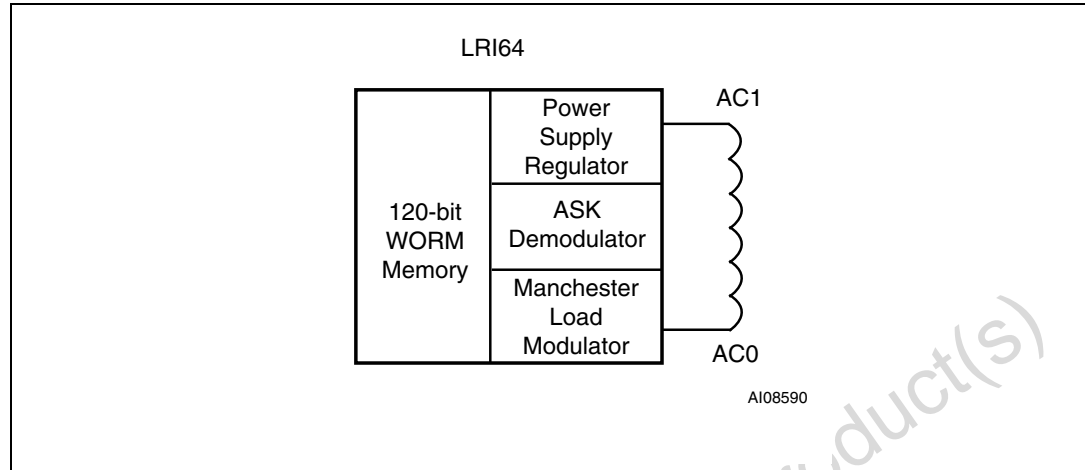 LRI64
Power
Supply
Regulator
AC1
120-bit
WORM
Memory
ASK
Demodulator
Manchester
Load
Modulator
AC0
AI08590
duct(s)